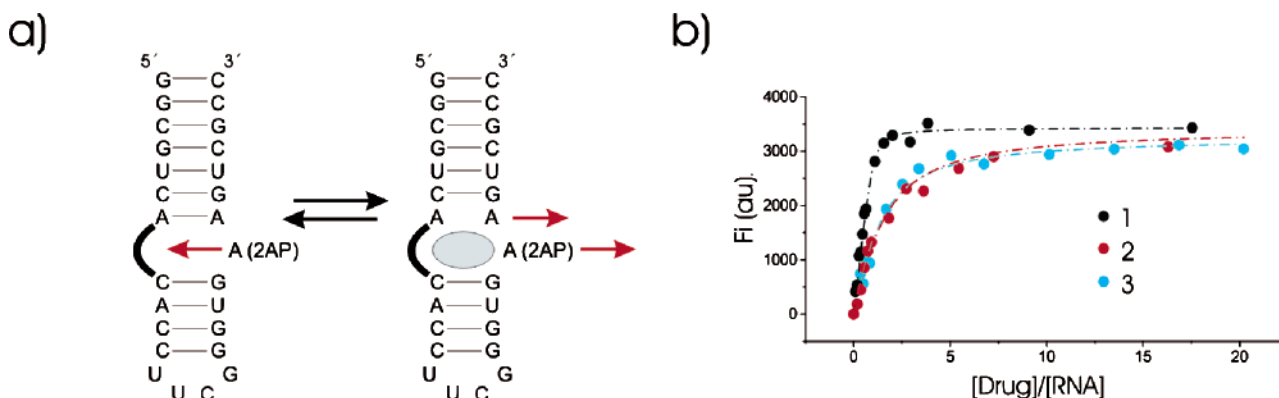 a)
5´ 3´
G C
G C
C G
G C
U U
C G
A A
A (2AP)
C G
A U
C G
C G
U G
U C
5´ 3´
G C
G C
C G
G C
U U
C G
A A
A (2AP)
C G
A U
C G
C G
U G
U C
b)
4000
3000
2000
1000
0
Fi (au).
1
2
3
0 5 10 15 20
[Drug]/[RNA]